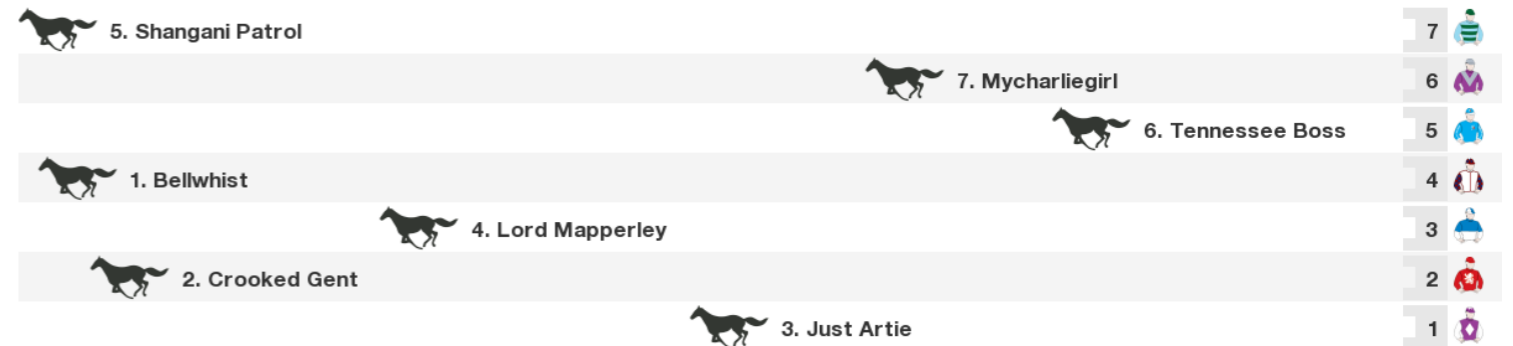 5. Shangani Patrol 7
7. Mycharliegirl 6
6. Tennessee Boss 5
1. Bellwhist 4
4. Lord Mapperley 3
2. Crooked Gent 2
3. Just Artie 1